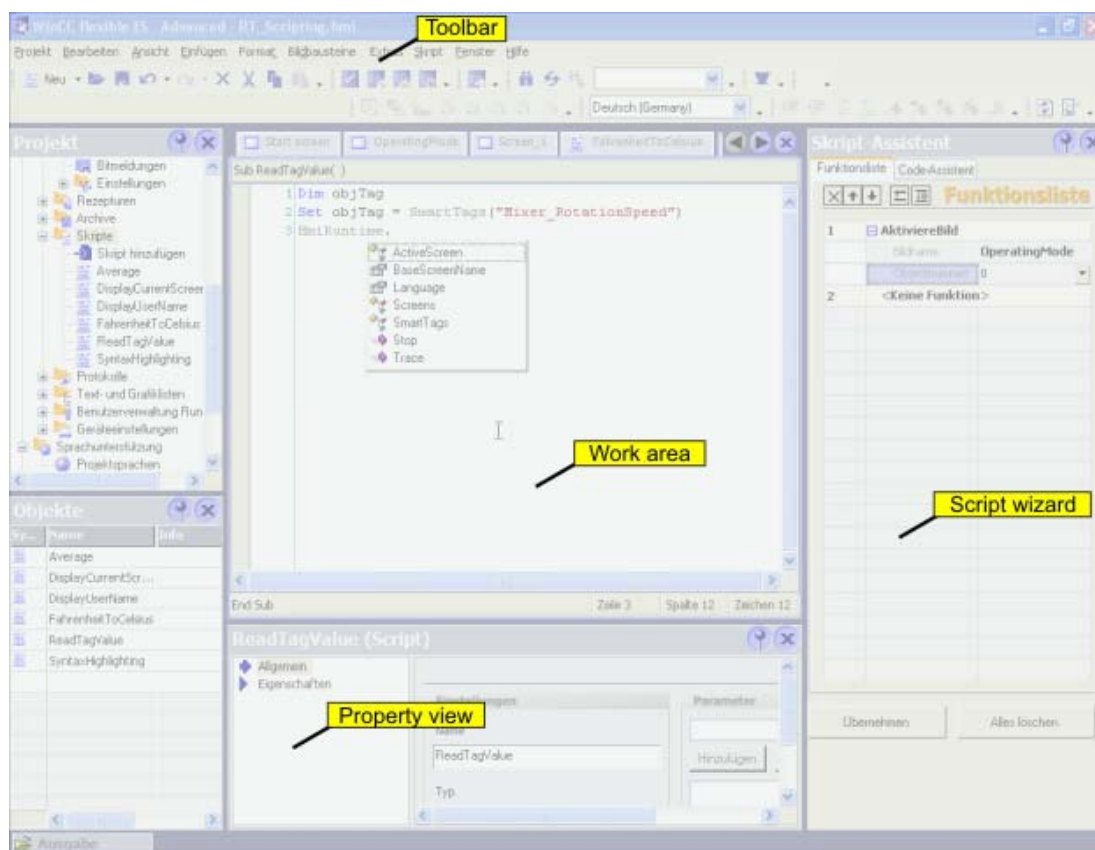 WinCC flexible ES Advanced - RT_Scripting.hmi
Toolbar
Projekt Bearbeiten Ansicht Einfügen Format Bildbausteine Extras Skript Fenster Hilfe
Neu
Deutsch (Germany)
Projekt
Bitmeldungen
Einstellungen
Rezepturen
Archive
Skripte
Skript hinzufügen
Average
DisplayCurrentScreen
DisplayUserName
FahrenheitToCelsius
ReadTagValue
SyntaxHighlighting
Protokolle
Text- und Grafiklisten
Benutzerverwaltung Run
Geräteeinstellungen
Sprachunterstützung
Projektsprachen
Objekte
Sy... Name Info
Average
DisplayCurrentScr...
DisplayUserName
FahrenheitToCelsius
ReadTagValue
SyntaxHighlighting
Start screen OperatingMode Screen_1 FahrenheitToCelsius
Sub ReadTagValue( )
1 Dim objTag
2 Set objTag = SmartTags("Mixer_RotationSpeed")
3 HmiRuntime.
ActiveScreen
BaseScreenName
Language
Screens
SmartTags
Stop
Trace
Work area
End Sub Zeile 3 Spalte 12 Zeichen 12
ReadTagValue (Script)
Allgemein
Eigenschaften
Property view
Einstellungen
Name
ReadTagValue
Typ
Parameter
Hinzufügen
Skript-Assistent
Funktionsliste Code-Assistent
Funktionsliste
1 AktiviereBild
Bildname OperatingMode
Objektnummer 0
2 <Keine Funktion>
Script wizard
Übernehmen Alles löschen
Ausgabe